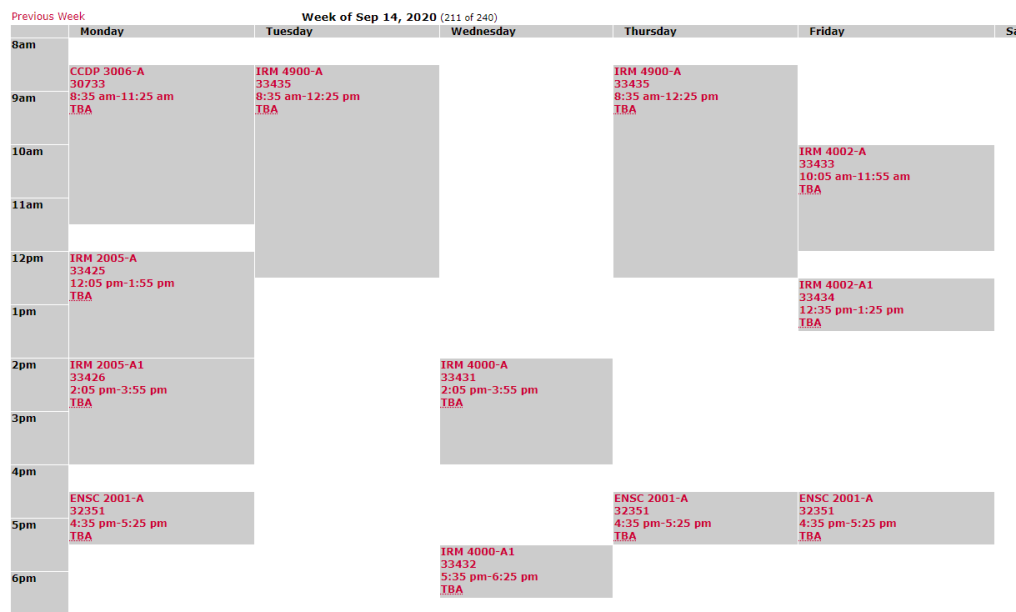 Previous Week
Week of Sep 14, 2020 (211 of 240)
Monday
Tuesday
Wednesday
Thursday
Friday
Sa
8am
9am
10am
11am
12pm
1pm
2pm
3pm
4pm
5pm
6pm
CCDP 3006-A
30733
8:35 am-11:25 am
TBA
IRM 2005-A
33425
12:05 pm-1:55 pm
TBA
IRM 2005-A1
33426
2:05 pm-3:55 pm
TBA
ENSC 2001-A
32351
4:35 pm-5:25 pm
TBA
IRM 4900-A
33435
8:35 am-12:25 pm
TBA
IRM 4000-A
33431
2:05 pm-3:55 pm
TBA
IRM 4000-A1
33432
5:35 pm-6:25 pm
TBA
IRM 4900-A
33435
8:35 am-12:25 pm
TBA
ENSC 2001-A
32351
4:35 pm-5:25 pm
TBA
IRM 4002-A
33433
10:05 am-11:55 am
TBA
IRM 4002-A1
33434
12:35 pm-1:25 pm
TBA
ENSC 2001-A
32351
4:35 pm-5:25 pm
TBA